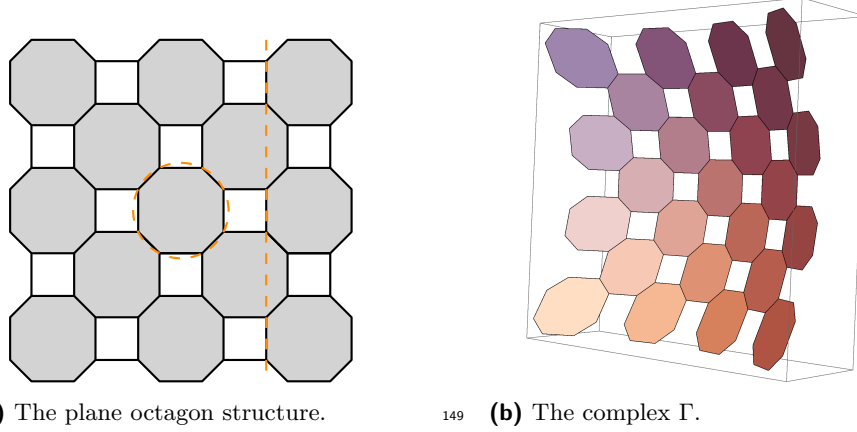 ) The plane octagon structure.
149 (b) The complex Γ.